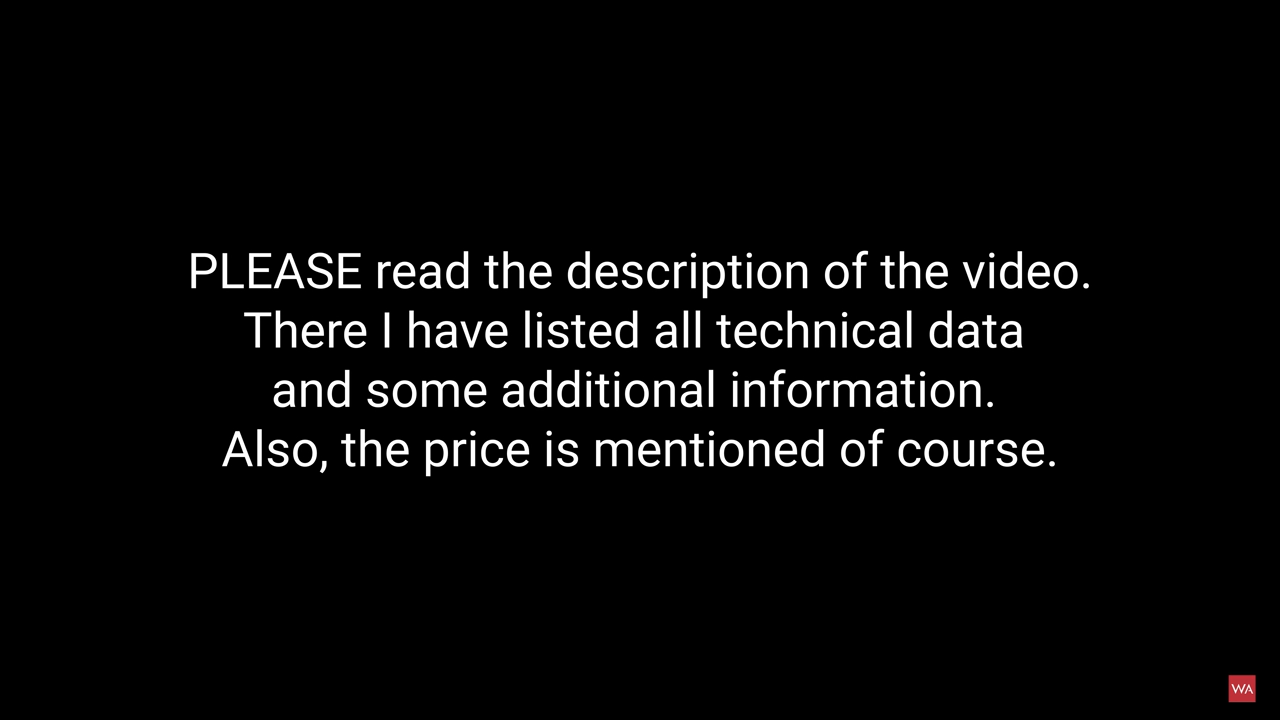 PLEASE read the description of the video.
There I have listed all technical data
and some additional information.
Also, the price is mentioned of course.
WA